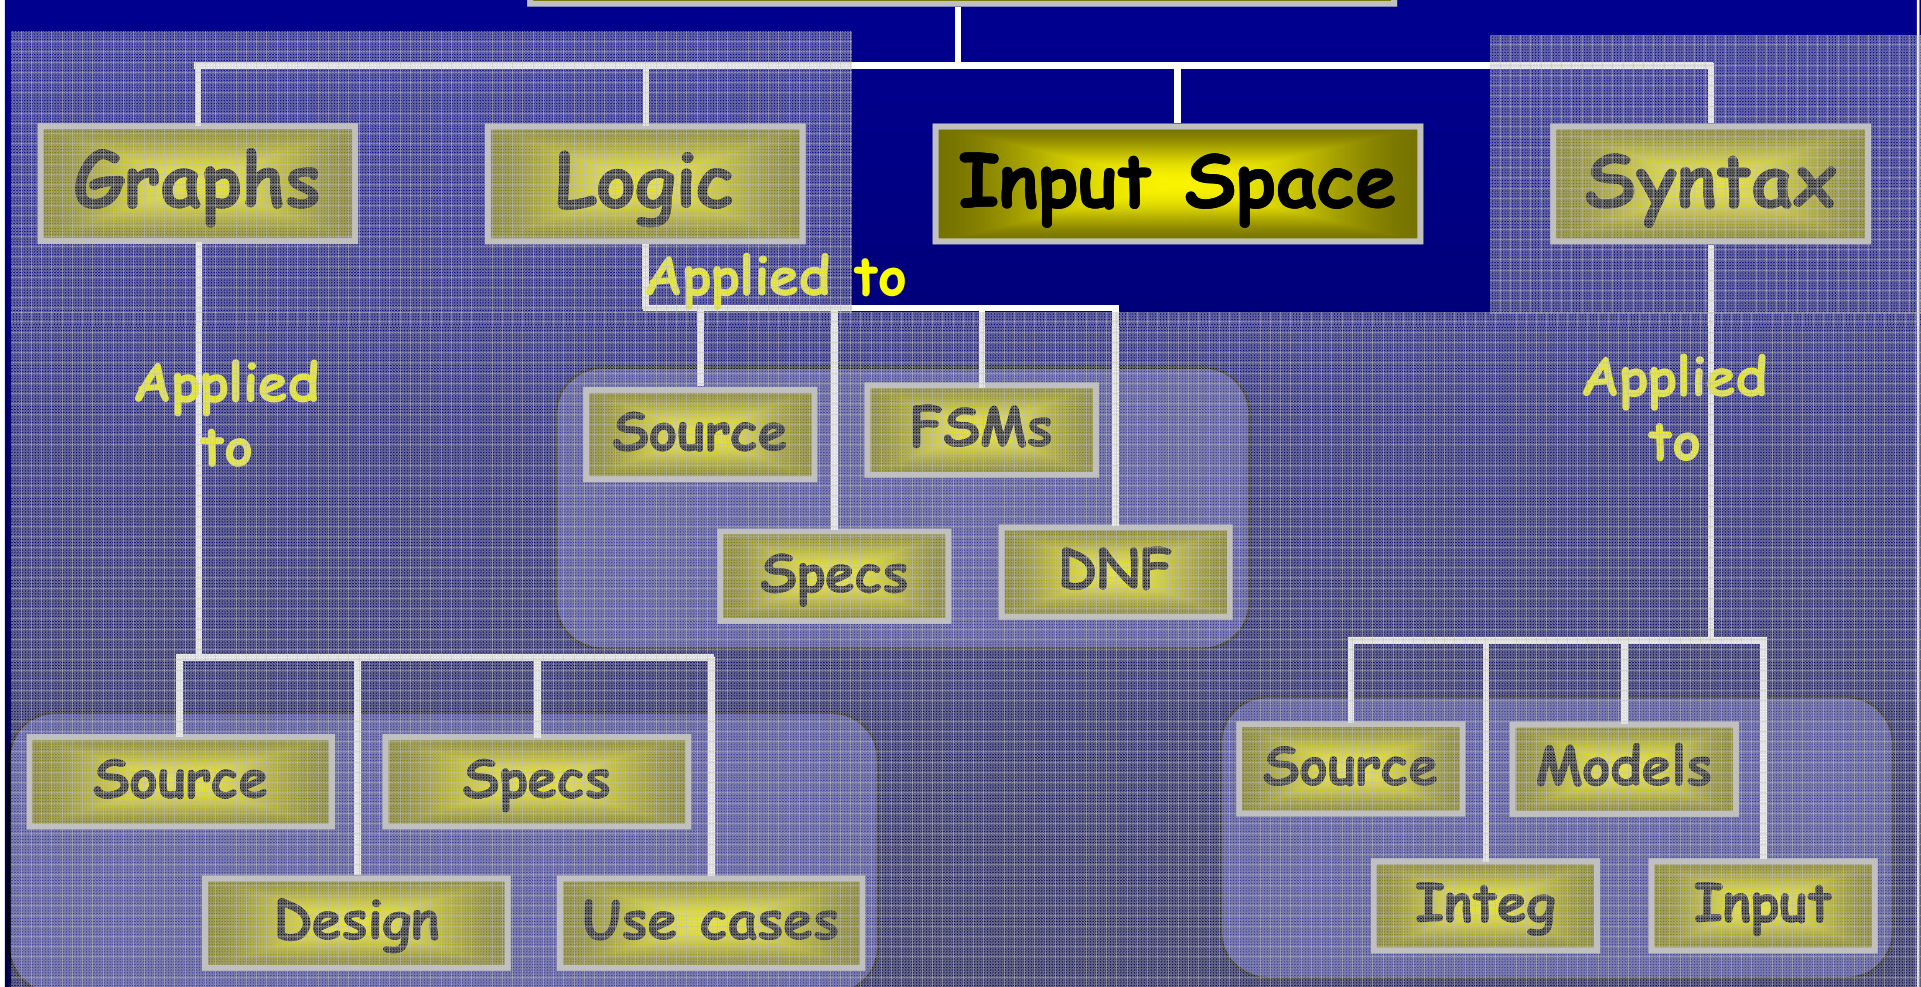 Graphs
Logic
Input Space
Syntax
Applied to
Applied
to
Applied
to
Source
FSMs
Specs
DNF
Source
Specs
Design
Use cases
Source
Models
Integ
Input